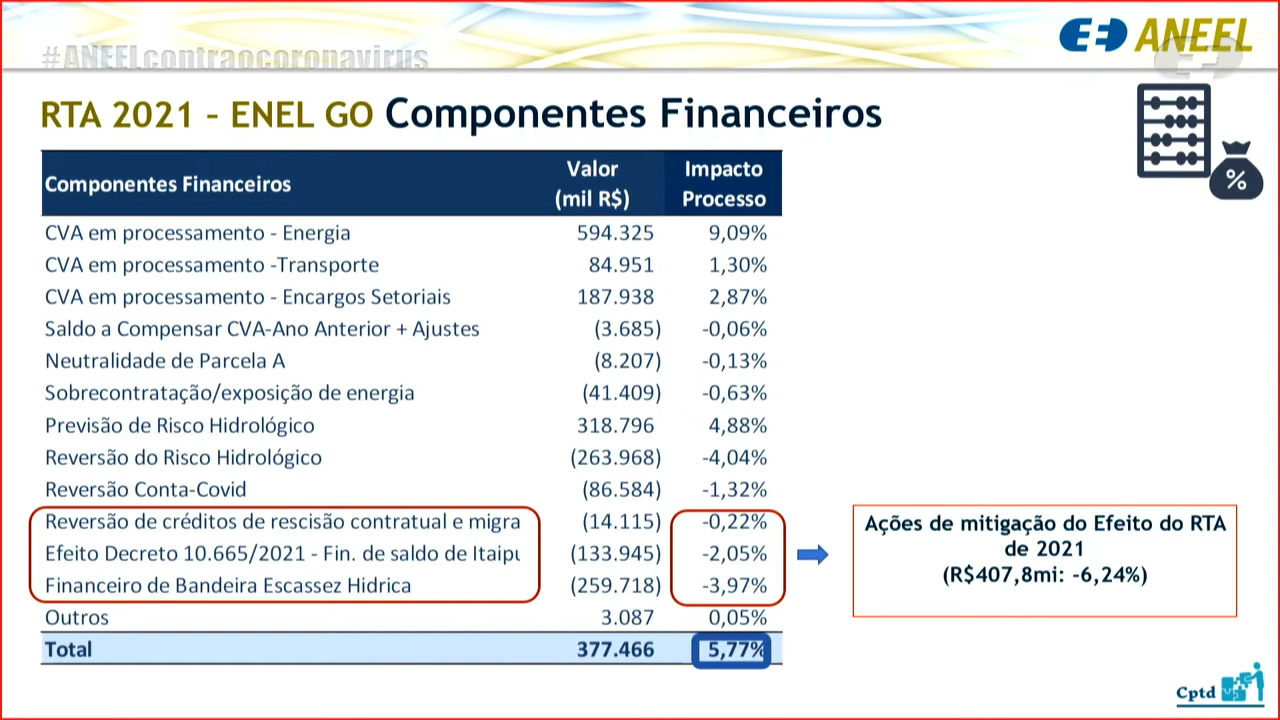 #ANEELcontraocoronavirus
ANEEL
RTA 2021 – ENEL GO Componentes Financeiros
Componentes Financeiros Valor (mil R$) Impacto Processo
CVA em processamento - Energia 594.325 9,09%
CVA em processamento -Transporte 84.951 1,30%
CVA em processamento - Encargos Setoriais 187.938 2,87%
Saldo a Compensar CVA-Ano Anterior + Ajustes (3.685) -0,06%
Neutralidade de Parcela A (8.207) -0,13%
Sobrecontratação/exposição de energia (41.409) -0,63%
Previsão de Risco Hidrológico 318.796 4,88%
Reversão do Risco Hidrológico (263.968) -4,04%
Reversão Conta-Covid (86.584) -1,32%
Reversão de créditos de rescisão contratual e migra (14.115) -0,22%
Efeito Decreto 10.665/2021 - Fin. de saldo de Itaipu (133.945) -2,05%
Financeiro de Bandeira Escassez Hidrica (259.718) -3,97%
Outros 3.087 0,05%
Total 377.466 5,77%
Ações de mitigação do Efeito do RTA
de 2021
(R$407,8mi: -6,24%)
%
Cptd